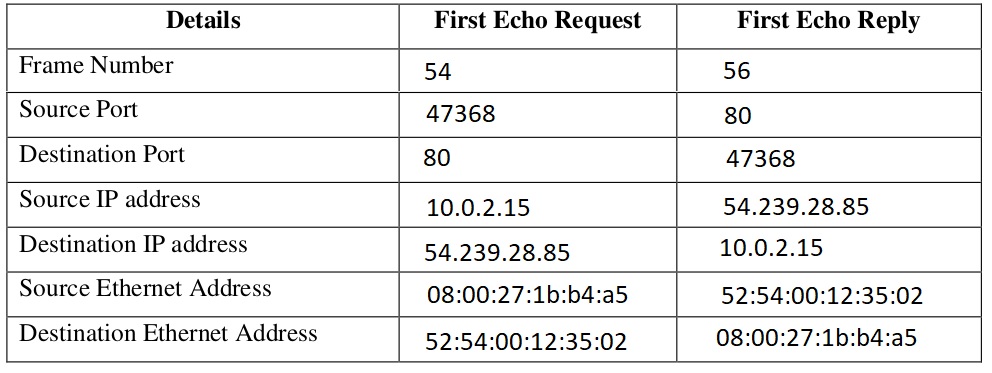 Details First Echo Request First Echo Reply
Frame Number 54 56
Source Port 47368 80
Destination Port 80 47368
Source IP address 10.0.2.15 54.239.28.85
Destination IP address 54.239.28.85 10.0.2.15
Source Ethernet Address 08:00:27:1b:b4:a5 52:54:00:12:35:02
Destination Ethernet Address 52:54:00:12:35:02 08:00:27:1b:b4:a5